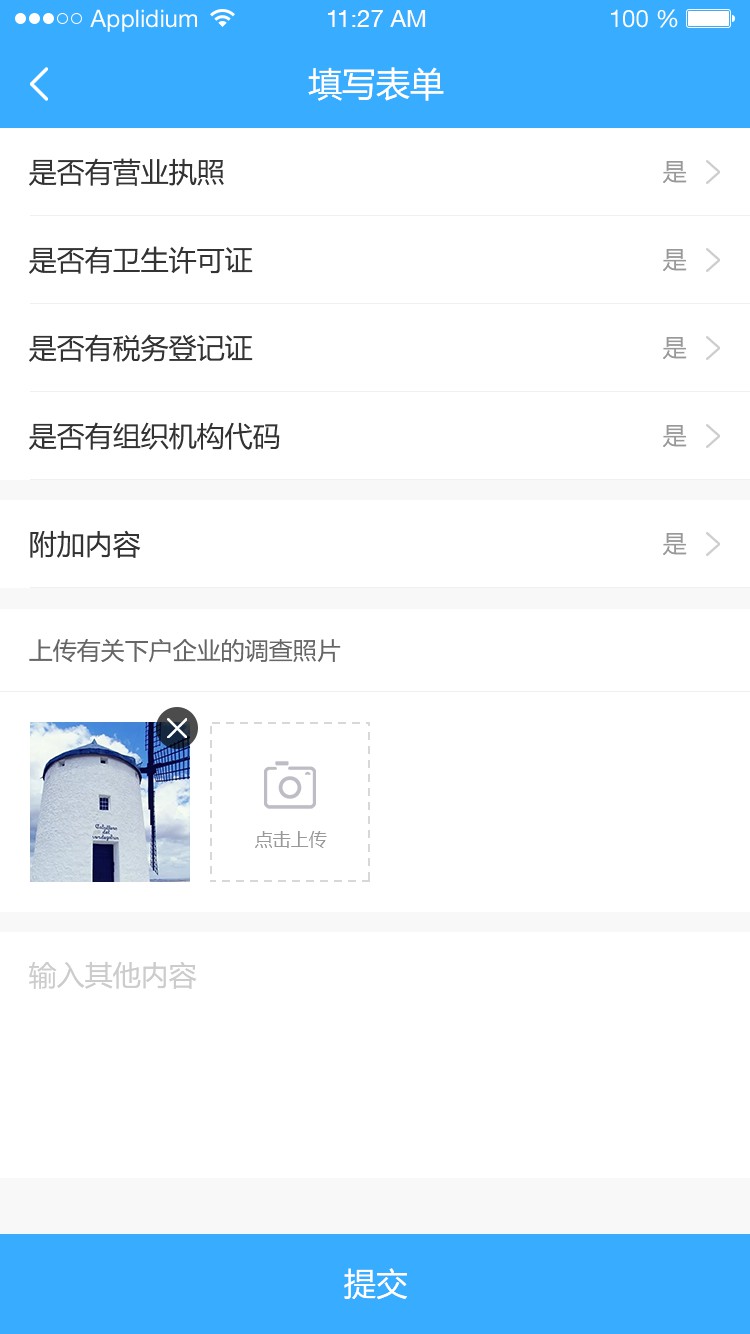 Applidium 11:27 AM 100 %
填写表单
是否有营业执照 是
是否有卫生许可证 是
是否有税务登记证 是
是否有组织机构代码 是
附加内容 是
上传有关下户企业的调查照片
点击上传
输入其他内容
提交